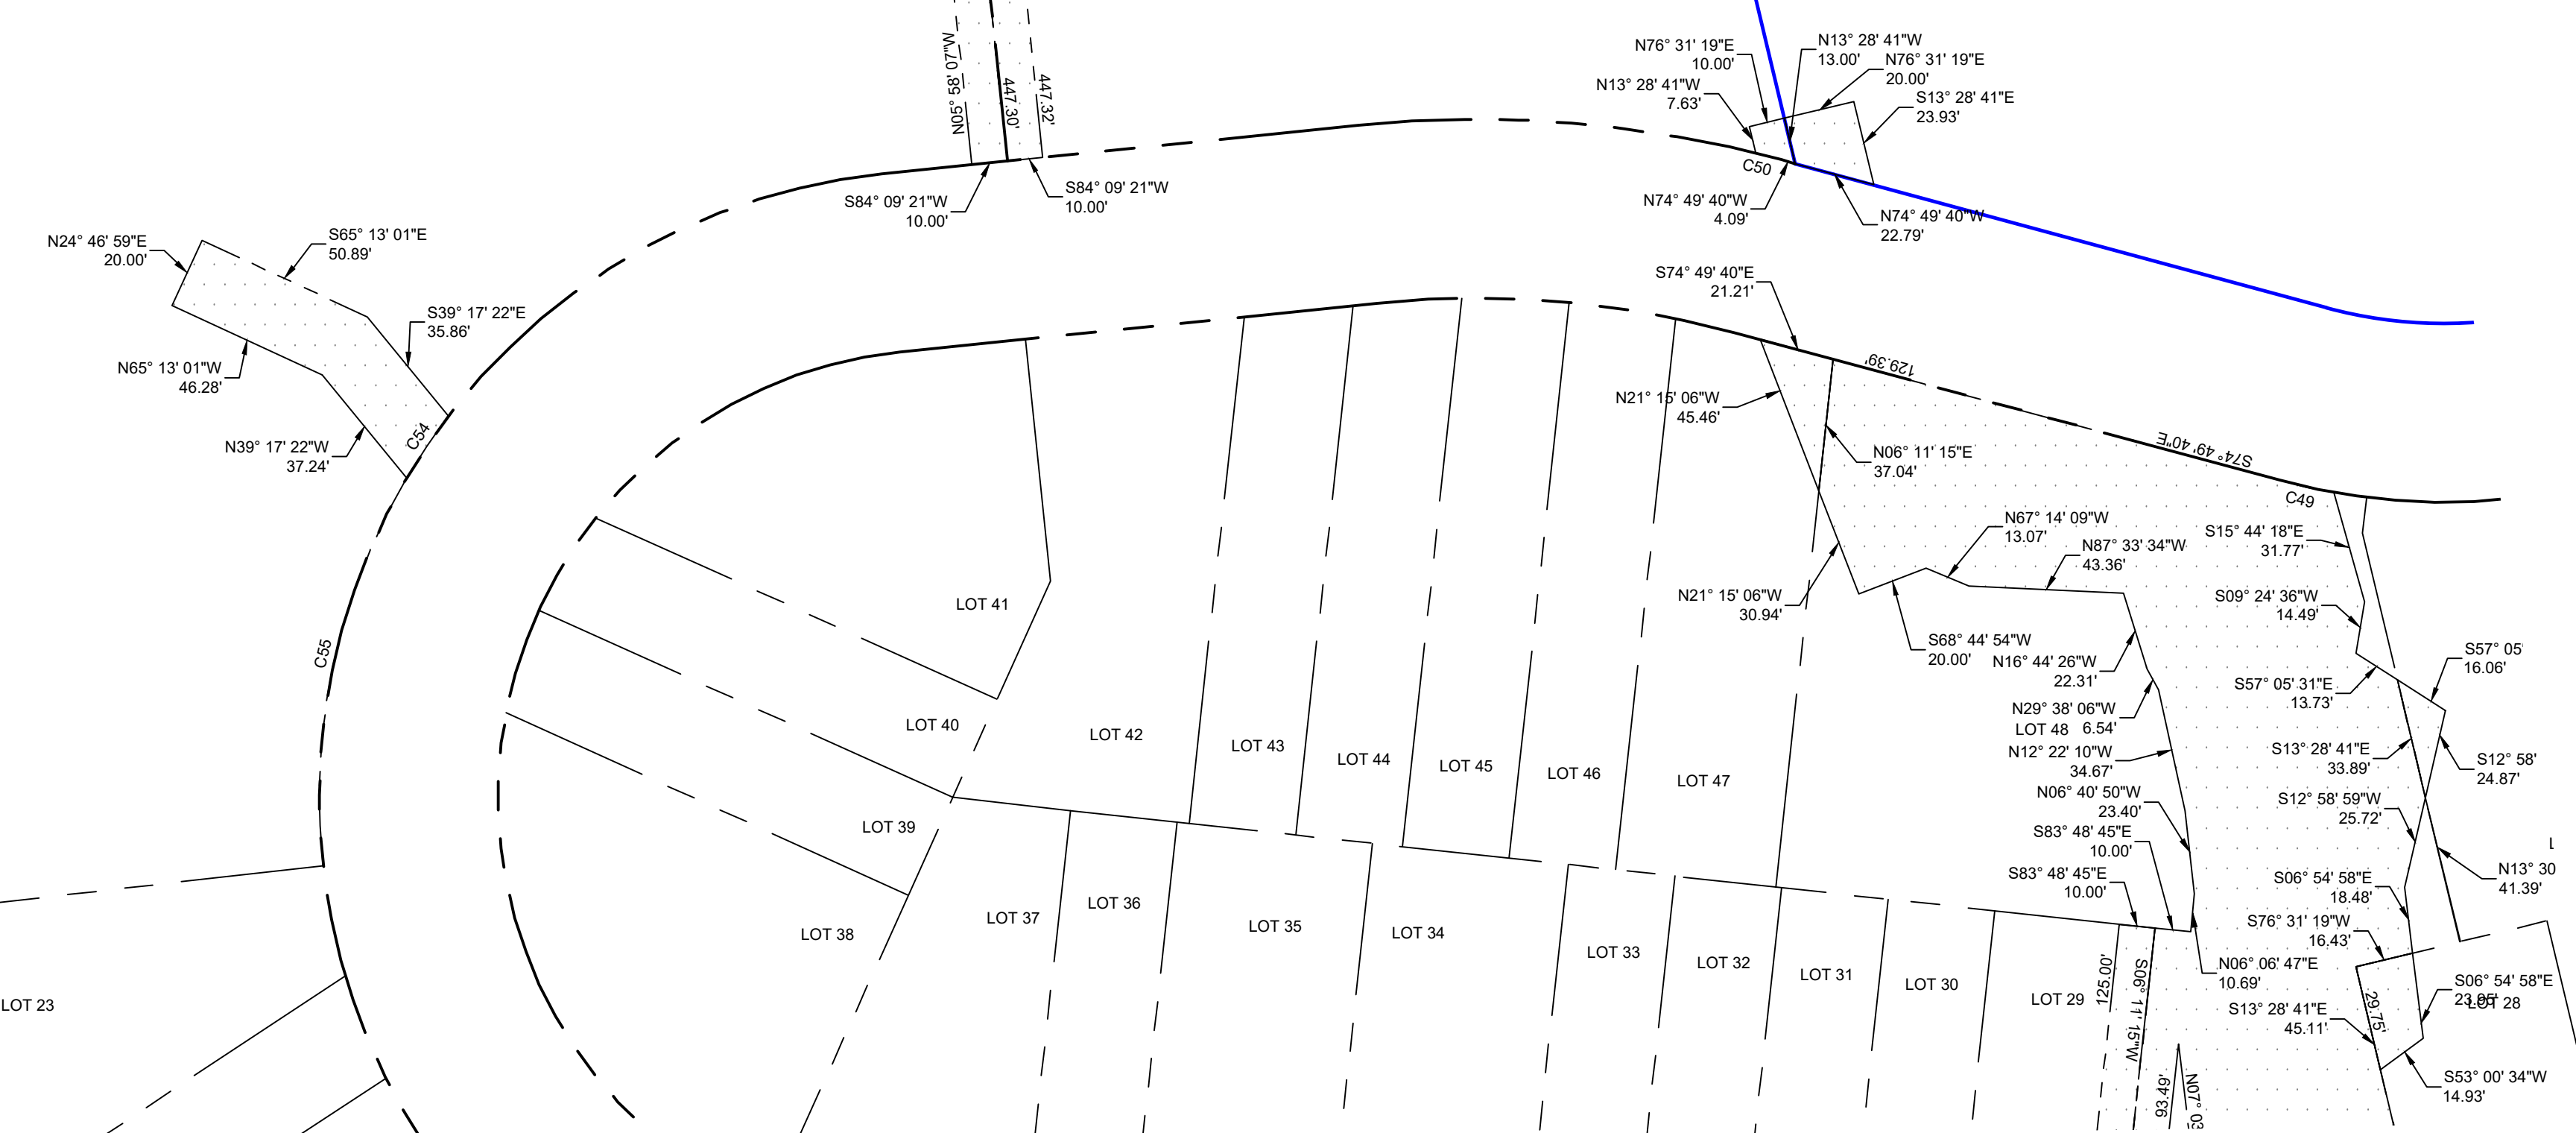 N05° 58' 07"W
447.30'
447.32'
S84° 09' 21"W
10.00'
S84° 09' 21"W
10.00'
N76° 31' 19"E
10.00'
N13° 28' 41"W
13.00'
N76° 31' 19"E
20.00'
N13° 28' 41"W
7.63'
S13° 28' 41"E
23.93'
C50
N74° 49' 40"W
4.09'
N74° 49' 40"W
22.79'
N24° 46' 59"E
20.00'
S65° 13' 01"E
50.89'
S39° 17' 22"E
35.86'
N65° 13' 01"W
46.28'
N39° 17' 22"W
37.24'
C54
C55
S74° 49' 40"E
21.21'
129.39'
S74° 49' 40"E
C49
N21° 15' 06"W
45.46'
N06° 11' 15"E
37.04'
N67° 14' 09"W
13.07'
N87° 33' 34"W
43.36'
S15° 44' 18"E
31.77'
N21° 15' 06"W
30.94'
S68° 44' 54"W
20.00'
S09° 24' 36"W
14.49'
N16° 44' 26"W
22.31'
S57° 05'
16.06'
S57° 05' 31"E
13.73'
N29° 38' 06"W
6.54'
LOT 48
N12° 22' 10"W
34.67'
S13° 28' 41"E
33.89'
S12° 58'
24.87'
N06° 40' 50"W
23.40'
S12° 58' 59"W
25.72'
S83° 48' 45"E
10.00'
S83° 48' 45"E
10.00'
S06° 54' 58"E
18.48'
N13° 30
41.39'
S76° 31' 19"W
16.43'
N06° 06' 47"E
10.69'
S06° 54' 58"E
23.95'
LOT 28
S13° 28' 41"E
45.11'
29.75'
S53° 00' 34"W
14.93'
125.00'
S06° 11' 15"W
93.49'
N07° 03
LOT 41
LOT 40
LOT 42
LOT 43
LOT 44
LOT 45
LOT 46
LOT 47
LOT 39
LOT 38
LOT 37
LOT 36
LOT 35
LOT 34
LOT 33
LOT 32
LOT 31
LOT 30
LOT 29
LOT 23